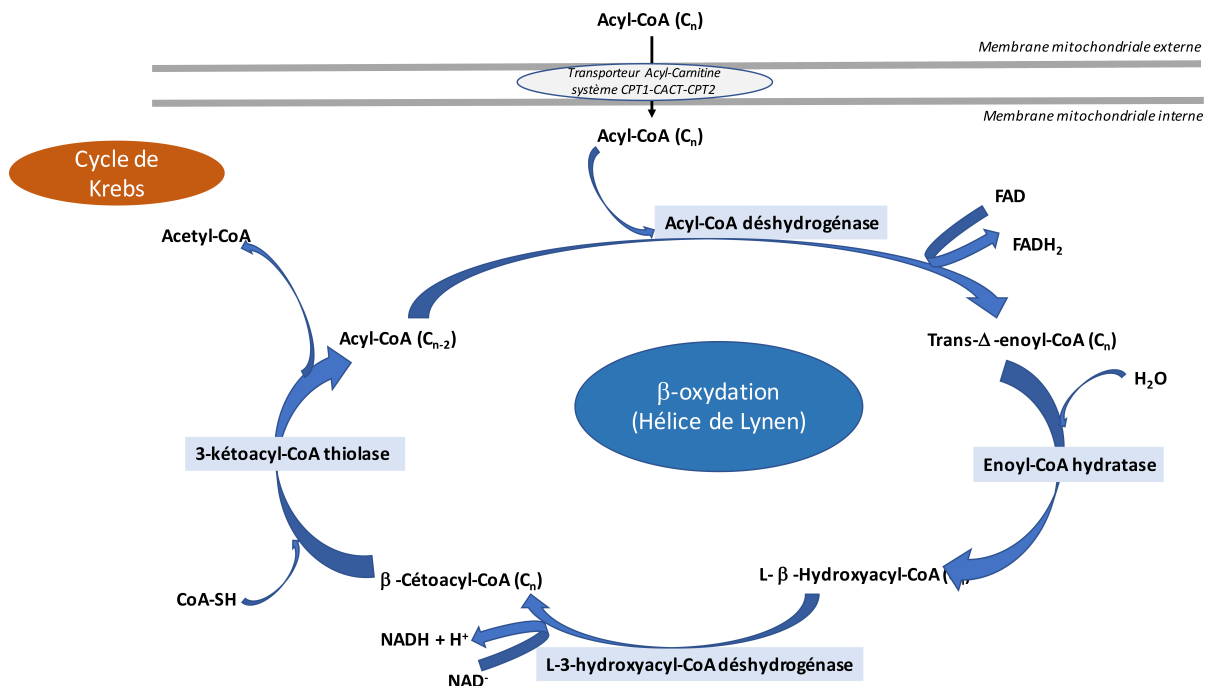 Acyl-CoA (Cn)
Membrane mitochondriale externe
Transporteur Acyl-Carnitine
système CPT1-CACT-CPT2
Membrane mitochondriale interne
Acyl-CoA (Cn)
Cycle de
Krebs
FAD
Acyl-CoA déshydrogénase
Acetyl-CoA
FADH2
Acyl-CoA (Cn-2)
Trans-Δ -enoyl-CoA (Cn)
H2O
β-oxydation
(Hélice de Lynen)
3-kétoacyl-CoA thiolase
Enoyl-CoA hydratase
L- β -Hydroxyacyl-CoA (n)
β -Cétoacyl-CoA (Cn)
CoA-SH
NADH + H+
L-3-hydroxyacyl-CoA déshydrogénase
NAD-